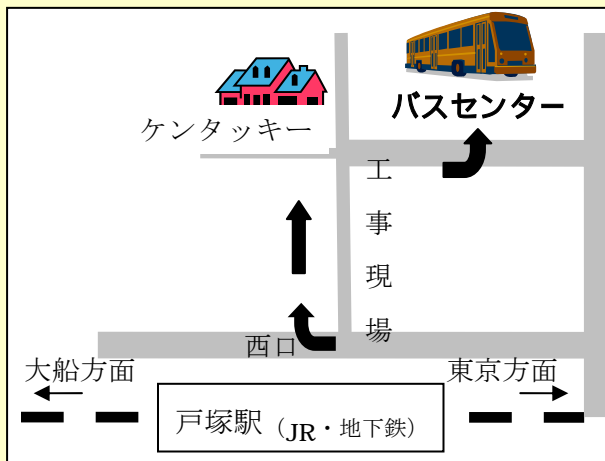 バスセンター
ケンタッキー
工事現場
西口
大船方面
東京方面
戸塚駅（JR・地下鉄）